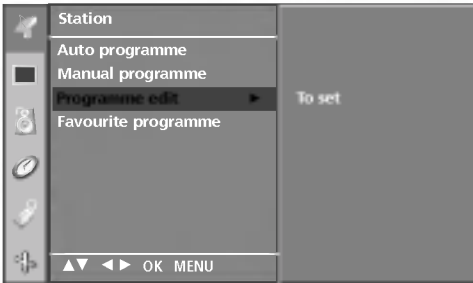 Station
Auto programme
Manual programme
Programme edit ► To set
Favourite programme
▲▼ ◄► OK MENU